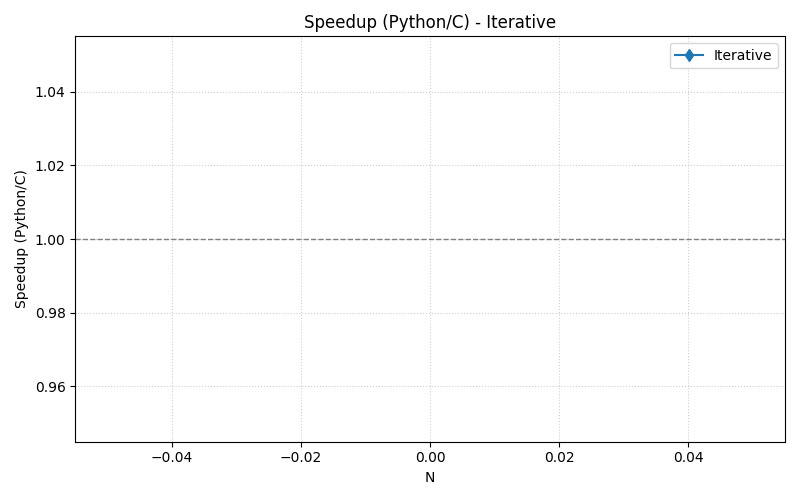 Speedup (Python/C) - Iterative
Iterative
Speedup (Python/C)
1.04
1.02
1.00
0.98
0.96
−0.04
−0.02
0.00
0.02
0.04
N